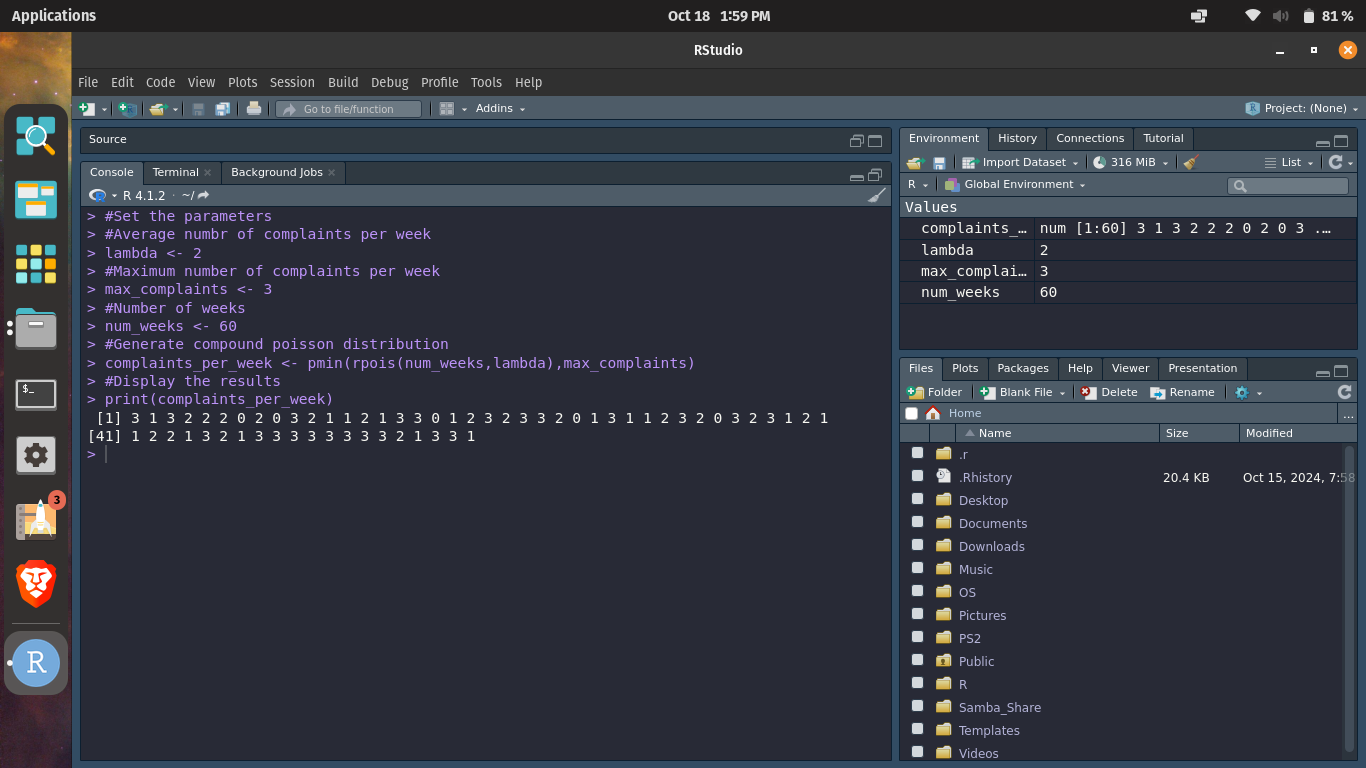 Applications
Oct 18 1:59 PM
81 %
RStudio
File Edit Code View Plots Session Build Debug Profile Tools Help
Go to file/function
Addins
Project: (None)
Source
Console Terminal Background Jobs
R 4.1.2 · ~/
> #Set the parameters
> #Average numbr of complaints per week
> lambda <- 2
> #Maximum number of complaints per week
> max_complaints <- 3
> #Number of weeks
> num_weeks <- 60
> #Generate compound poisson distribution
> complaints_per_week <- pmin(rpois(num_weeks,lambda),max_complaints)
> #Display the results
> print(complaints_per_week)
[1] 3 1 3 2 2 2 0 2 0 3 2 1 1 2 1 3 3 0 1 2 3 2 3 3 2 0 1 3 1 1 2 3 2 0 3 2 3 1 2 1
[41] 1 2 2 1 3 2 1 3 3 3 3 3 3 3 3 2 1 3 3 1
>
Environment History Connections Tutorial
Import Dataset 316 MiB List
R Global Environment
Values
complaints_… num [1:60] 3 1 3 2 2 2 0 2 0 3 ...
lambda 2
max_complai… 3
num_weeks 60
Files Plots Packages Help Viewer Presentation
Folder Blank File Delete Rename
Home ...
Name Size Modified
.r
.Rhistory 20.4 KB Oct 15, 2024, 7:58
Desktop
Documents
Downloads
Music
OS
Pictures
PS2
Public
R
Samba_Share
Templates
Videos
$_
3
R